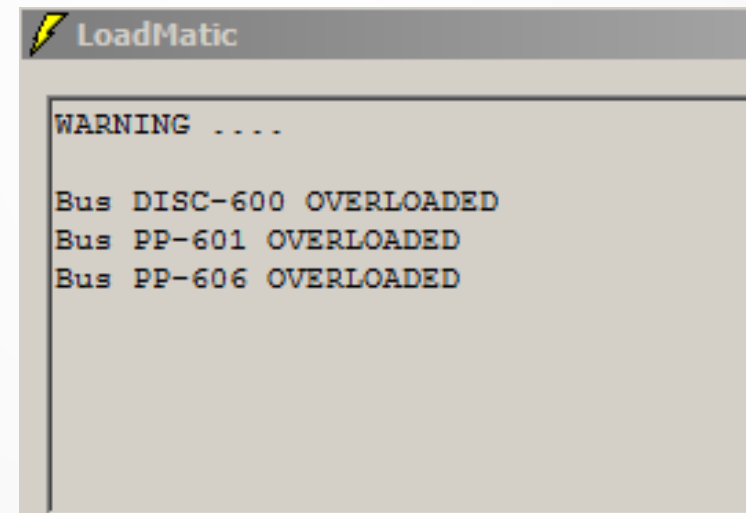 LoadMatic
WARNING ....
Bus DISC-600 OVERLOADED
Bus PP-601 OVERLOADED
Bus PP-606 OVERLOADED